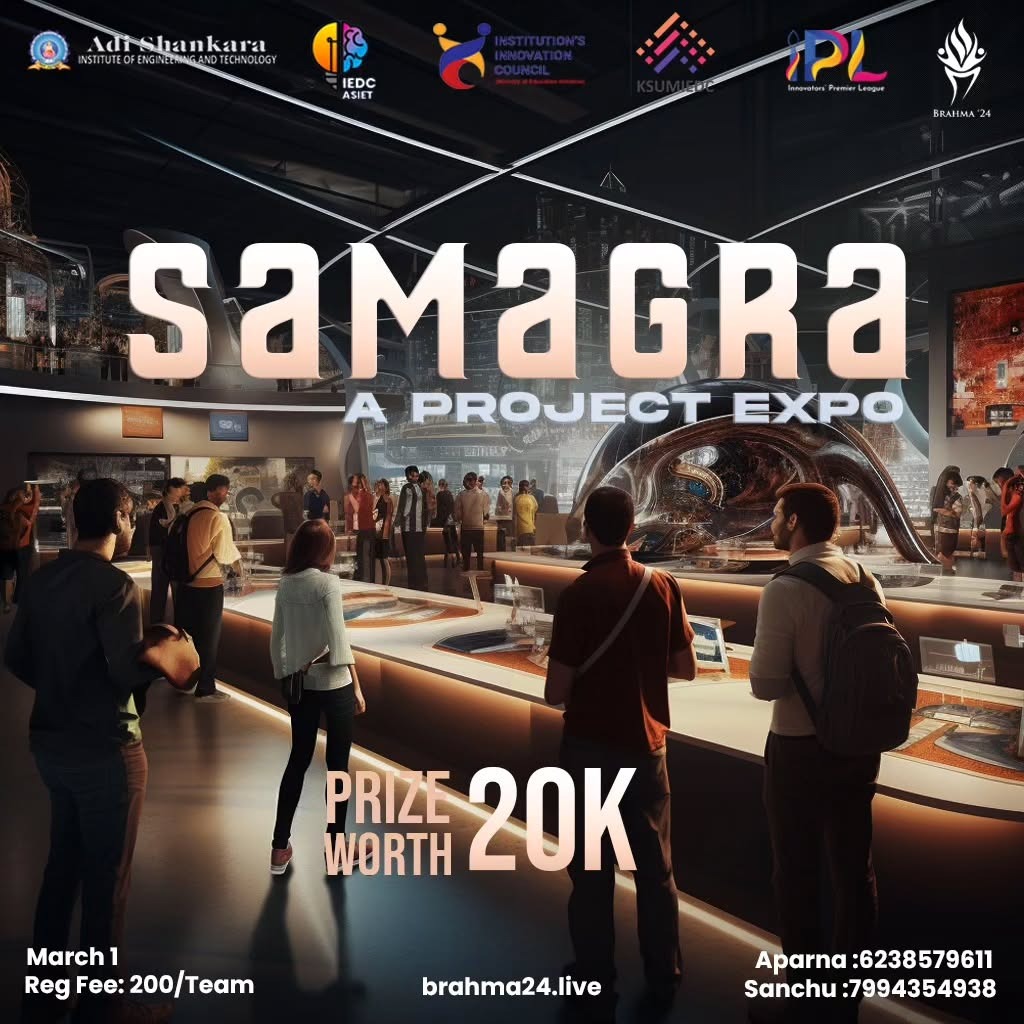 Adi Shankara
INSTITUTE OF ENGINEERING AND TECHNOLOGY
IEDC
ASIET
INSTITUTION'S
INNOVATION
COUNCIL
KSUMIEDC
IPL
Innovators' Premier League
BRAHMA '24
SAMAGRA
A PROJECT EXPO
PRIZE
WORTH
20K
March 1
Reg Fee: 200/Team
brahma24.live
Aparna :6238579611
Sanchu :7994354938